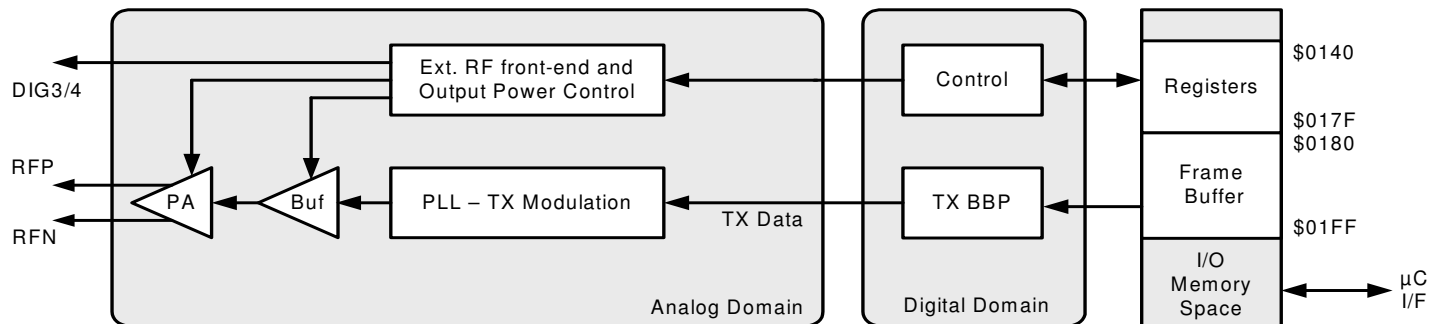 DIG3/4
RFP
RFN
Ext. RF front-end and
Output Power Control
PA
Buf
PLL – TX Modulation
TX Data
Analog Domain
Control
TX BBP
Digital Domain
Registers
Frame
Buffer
I/O
Memory
Space
$0140
$017F
$0180
$01FF
µC
I/F